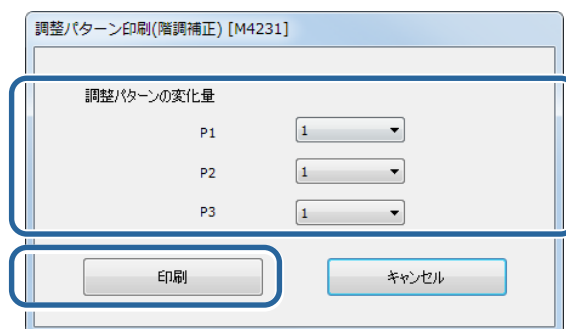 調整パターン印刷(階調補正) [M4231]
調整パターンの変化量
P1 1
P2 1
P3 1
印刷 キャンセル